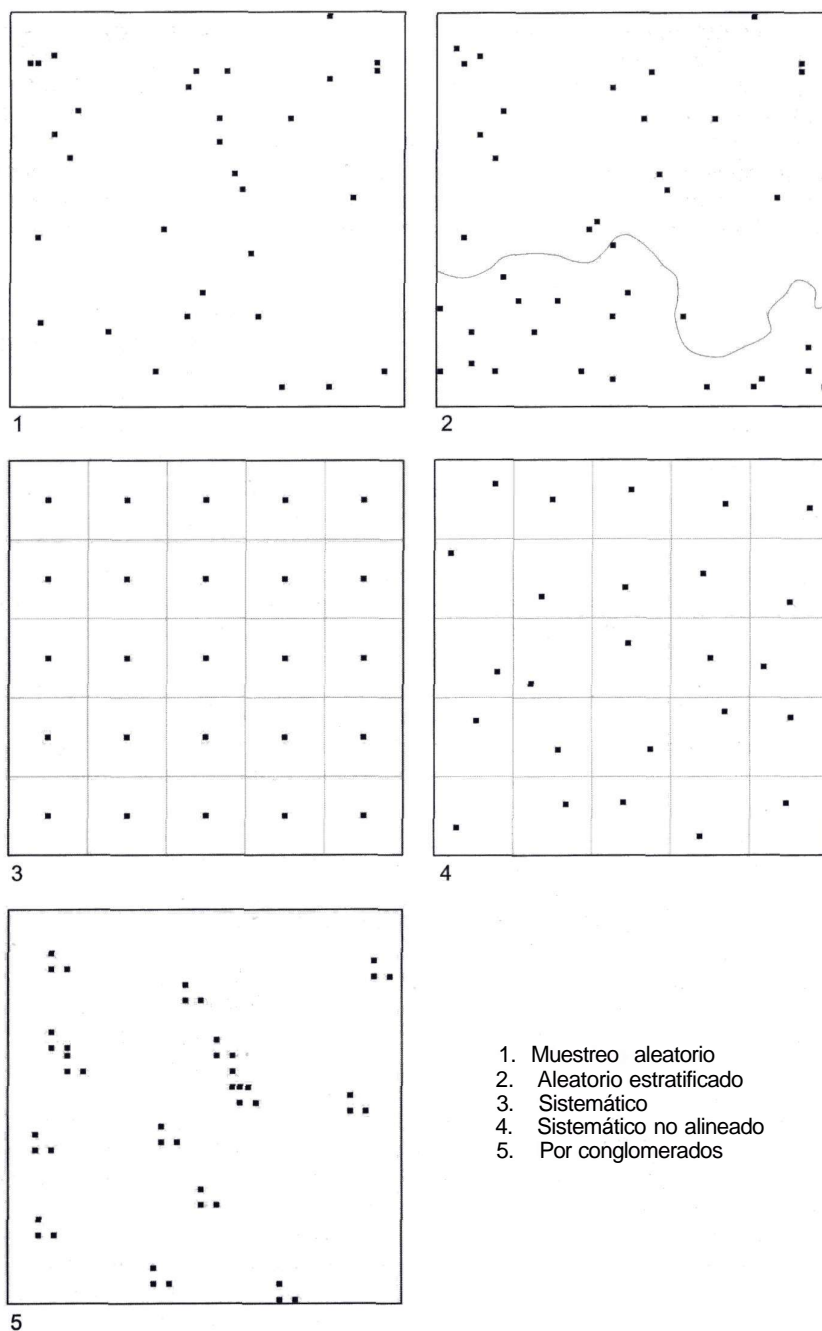 1
2
3
4
1. Muestreo aleatorio
2. Aleatorio estratificado
3. Sistemático
4. Sistemático no alineado
5. Por conglomerados
5